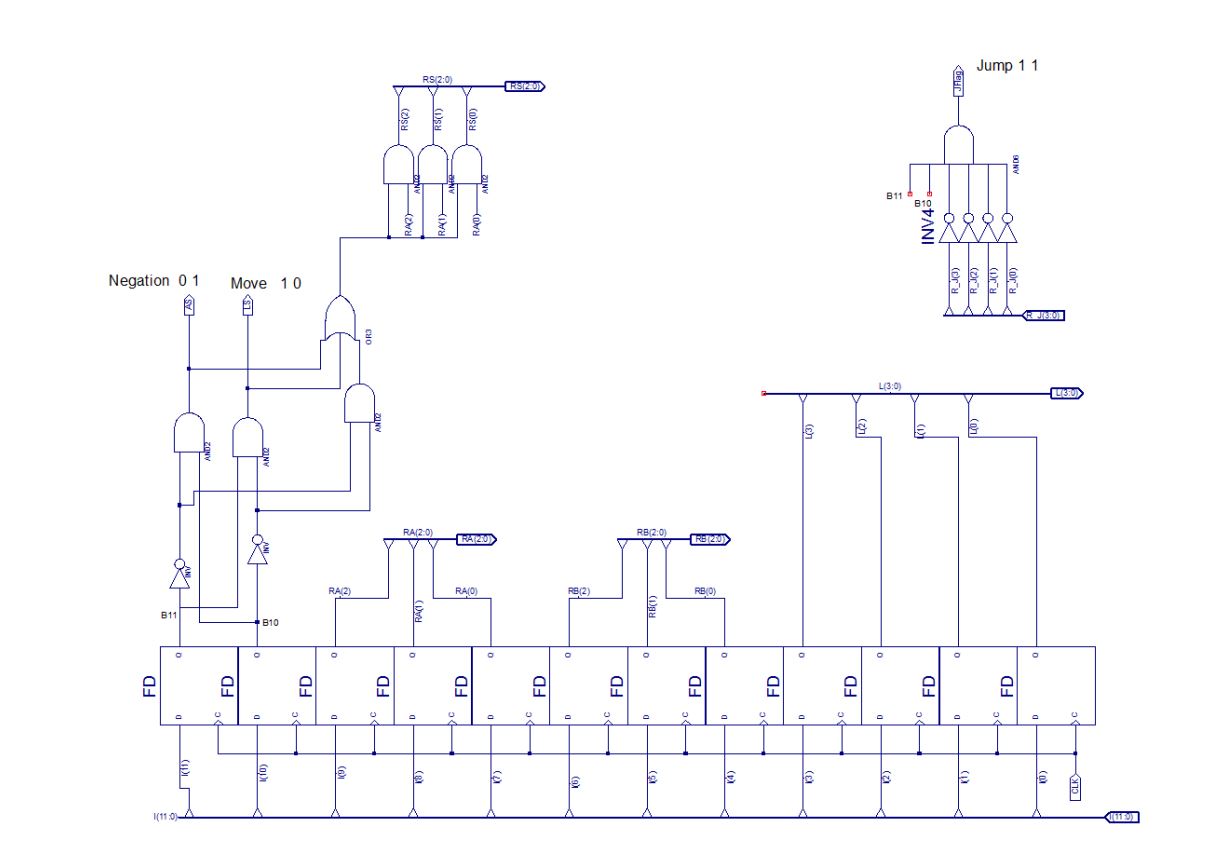 Jump 1 1
JFlag
RS(2:0)
RS(2:0)
RS(2)
RS(1)
RS(0)
AND2
AND2
AND2
RA(2)
RA(1)
RA(0)
AND6
B11
B10
INV4
R_J(3)
R_J(2)
R_J(1)
R_J(0)
R_J(3:0)
Negation 0 1
Move 1 0
AS
LS
OR3
AND2
AND2
AND2
L(3:0)
L(3:0)
L(3)
L(2)
L(1)
L(0)
INV
INV
RA(2:0)
RA(2:0)
RB(2:0)
RB(2:0)
RA(2)
RA(1)
RA(0)
RB(2)
RB(1)
RB(0)
B11
B10
Q Q Q Q Q Q Q Q Q Q Q Q
FD FD FD FD FD FD FD FD FD FD FD
D C D C D C D C D C D C D C D C D C D C D C D C
I(11)
I(10)
I(9)
I(8)
I(7)
I(6)
I(5)
I(4)
I(3)
I(2)
I(1)
I(0)
CLK
I(11:0)
I(11:0)